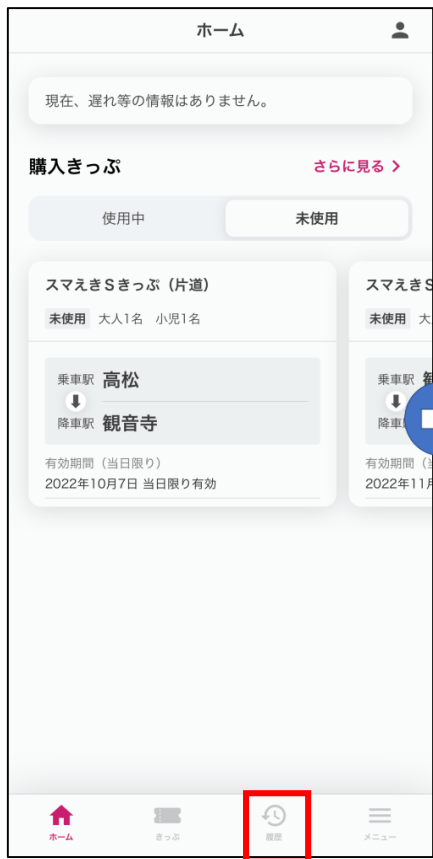 ホーム
現在、遅れ等の情報はありません。
購入きっぷ
さらに見る
使用中
未使用
スマえきSきっぷ（片道）
未使用 大人1名 小児1名
乗車駅 高松
降車駅 観音寺
有効期間（当日限り）
2022年10月7日 当日限り有効
スマえきS
未使用 大
乗車駅
降車
有効期間
2022年11月
ホーム
きっぷ
履歴
メニュー